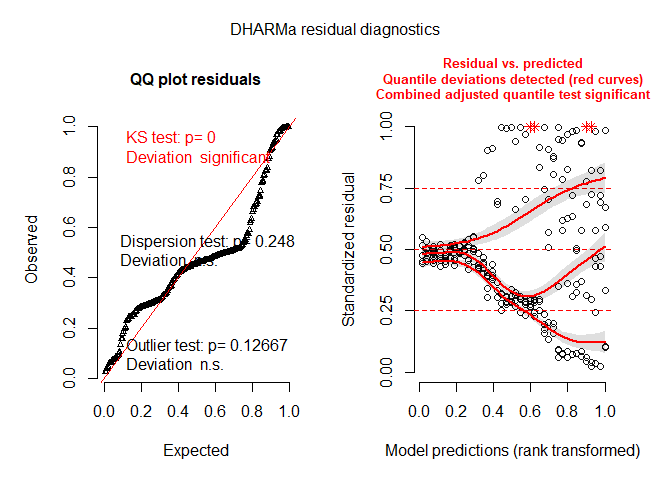 DHARMa residual diagnostics
QQ plot residuals
KS test: p= 0
Deviation significant
Dispersion test: p= 0.248
Deviation n.s.
Outlier test: p= 0.12667
Deviation n.s.
Observed
0.0 0.2 0.4 0.6 0.8 1.0
0.0 0.2 0.4 0.6 0.8 1.0
Expected
Residual vs. predicted
Quantile deviations detected (red curves)
Combined adjusted quantile test significant
Standardized residual
0.00 0.25 0.50 0.75 1.00
0.0 0.2 0.4 0.6 0.8 1.0
Model predictions (rank transformed)